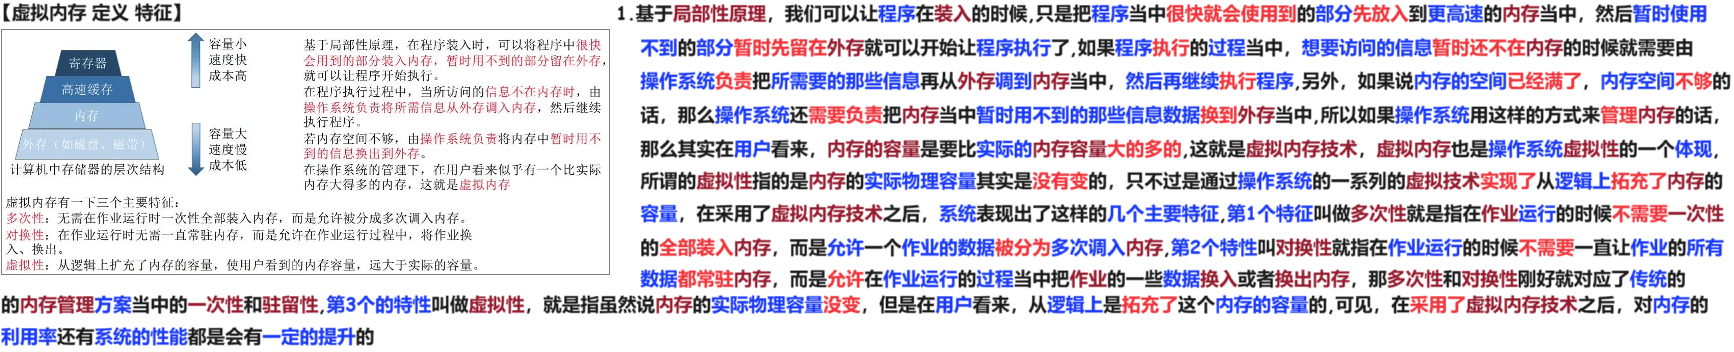 【虚拟内存 定义 特征】
寄存器
高速缓存
内存
外存（如磁盘、磁带）
计算机中存储器的层次结构
容量小
速度快
成本高
容量大
速度慢
成本低
基于局部性原理，在程序装入时，可以将程序中很快
会用到的部分装入内存，暂时用不到的部分留在外存，
就可以让程序开始执行。
在程序执行过程中，当所访问的信息不在内存时，由
操作系统负责将所需信息从外存调入内存，然后继续
执行程序。
若内存空间不够，由操作系统负责将内存中暂时用不
到的信息换出到外存。
在操作系统的管理下，在用户看来似乎有一个比实际
内存大得多的内存，这就是虚拟内存
虚拟内存有一下三个主要特征：
多次性：无需在作业运行时一次性全部装入内存，而是允许被分成多次调入内存。
对换性：在作业运行时无需一直常驻内存，而是允许在作业运行过程中，将作业换
入、换出。
虚拟性：从逻辑上扩充了内存的容量，使用户看到的内存容量，远大于实际的容量。
1.基于局部性原理，我们可以让程序在装入的时候,只是把程序当中很快就会使用到的部分先放入到更高速的内存当中，然后暂时使用
不到的部分暂时先留在外存就可以开始让程序执行了,如果程序执行的过程当中，想要访问的信息暂时还不在内存的时候就需要由
操作系统负责把所需要的那些信息再从外存调到内存当中，然后再继续执行程序,另外，如果说内存的空间已经满了，内存空间不够的
话，那么操作系统还需要负责把内存当中暂时用不到的那些信息数据换到外存当中,所以如果操作系统用这样的方式来管理内存的话，
那么其实在用户看来，内存的容量是要比实际的内存容量大的多的,这就是虚拟内存技术，虚拟内存也是操作系统虚拟性的一个体现，
所谓的虚拟性指的是内存的实际物理容量其实是没有变的，只不过是通过操作系统的一系列的虚拟技术实现了从逻辑上拓充了内存的
容量，在采用了虚拟内存技术之后，系统表现出了这样的几个主要特征,第1个特征叫做多次性就是指在作业运行的时候不需要一次性
的全部装入内存，而是允许一个作业的数据被分为多次调入内存,第2个特性叫对换性就指在作业运行的时候不需要一直让作业的所有
数据都常驻内存，而是允许在作业运行的过程当中把作业的一些数据换入或者换出内存，那多次性和对换性刚好就对应了传统的
的内存管理方案当中的一次性和驻留性,第3个的特性叫做虚拟性，就是指虽然说内存的实际物理容量没变，但是在用户看来，从逻辑上是拓充了这个内存的容量的,可见，在采用了虚拟内存技术之后，对内存的
利用率还有系统的性能都是会有一定的提升的